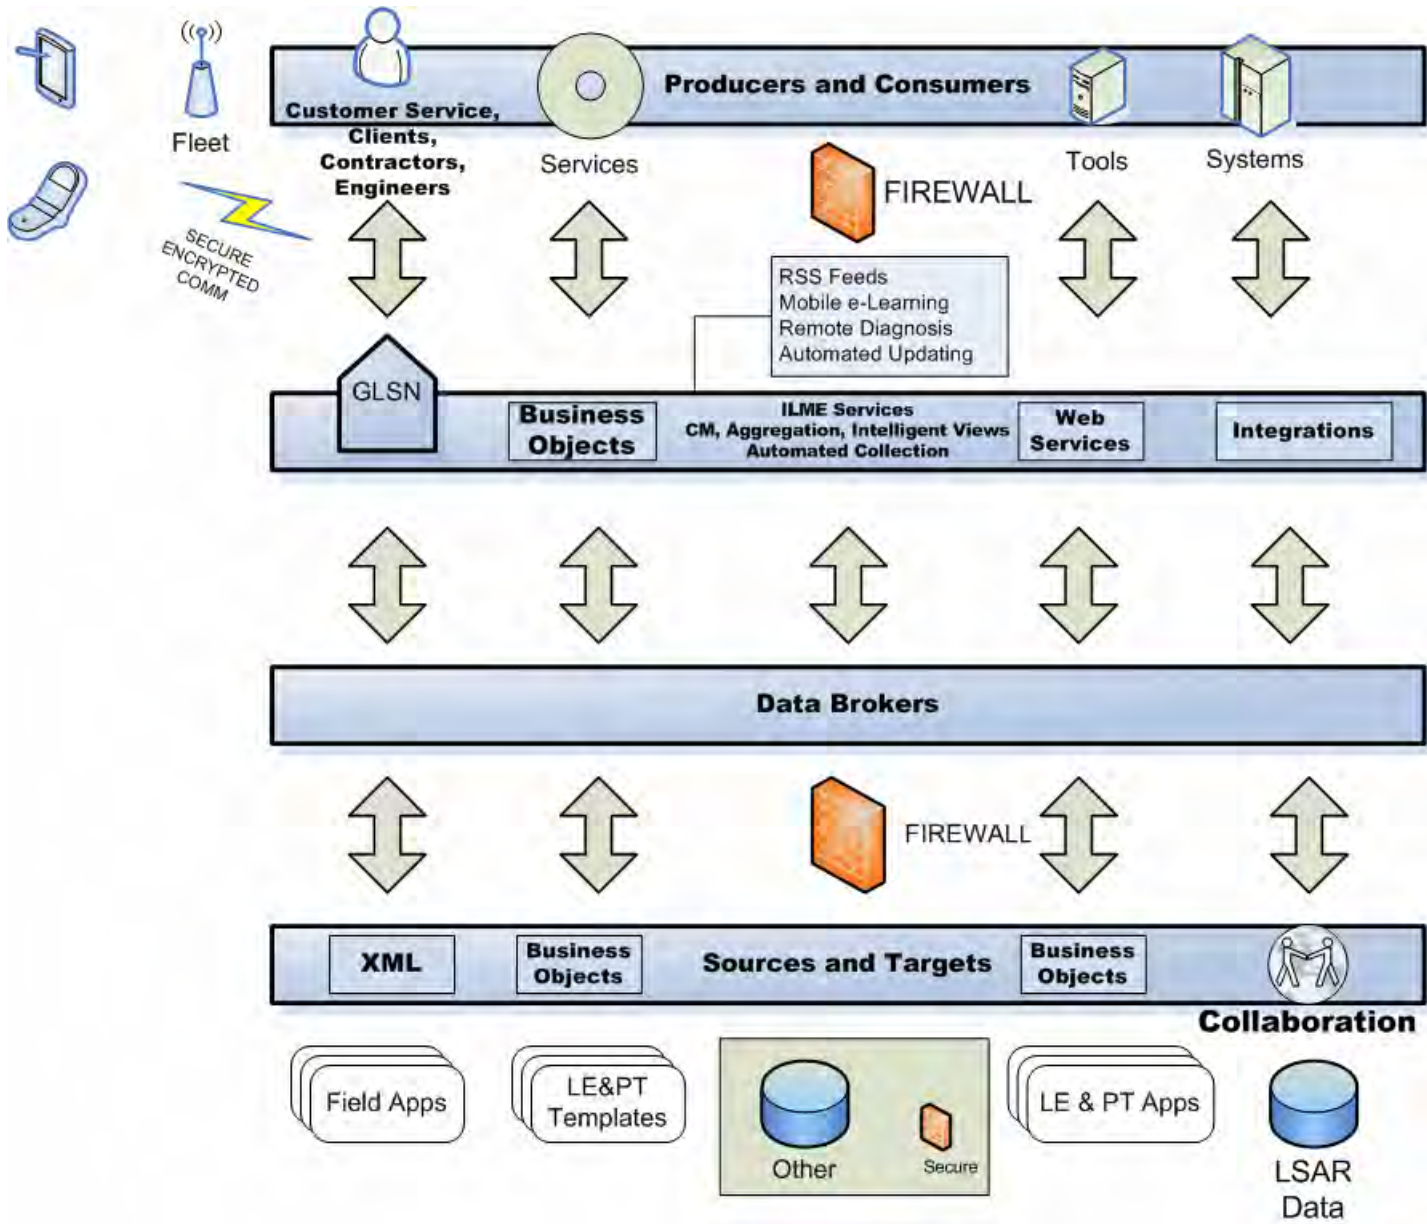 Producers and Consumers
Fleet
Customer Service,
Clients,
Contractors,
Engineers
Services
FIREWALL
Tools
Systems
SECURE
ENCRYPTED
COMM
RSS Feeds
Mobile e-Learning
Remote Diagnosis
Automated Updating
GLSN
Business
Objects
ILME Services
CM, Aggregation, Intelligent Views
Automated Collection
Web
Services
Integrations
Data Brokers
FIREWALL
XML
Business
Objects
Sources and Targets
Business
Objects
Collaboration
Field Apps
LE&PT
Templates
Other
Secure
LE & PT Apps
LSAR
Data